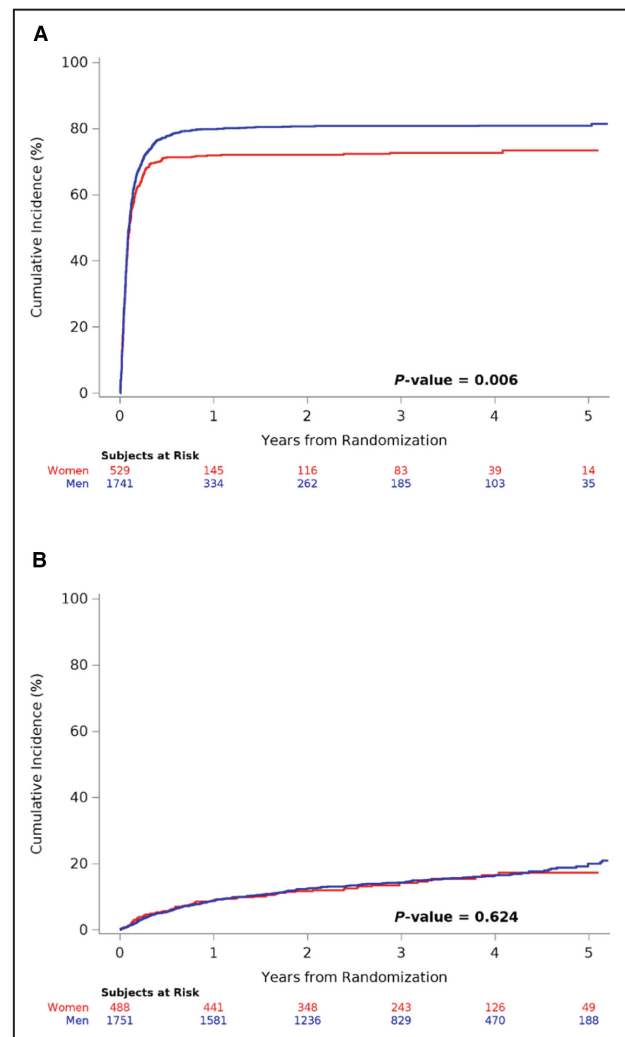 A
100
80
60
40
20
0
Cumulative Incidence (%)
P-value = 0.006
0 1 2 3 4 5
Years from Randomization
Subjects at Risk
Women 529 145 116 83 39 14
Men 1741 334 262 185 103 35
B
100
80
60
40
20
0
Cumulative Incidence (%)
P-value = 0.624
0 1 2 3 4 5
Years from Randomization
Subjects at Risk
Women 488 441 348 243 126 49
Men 1751 1581 1236 829 470 188